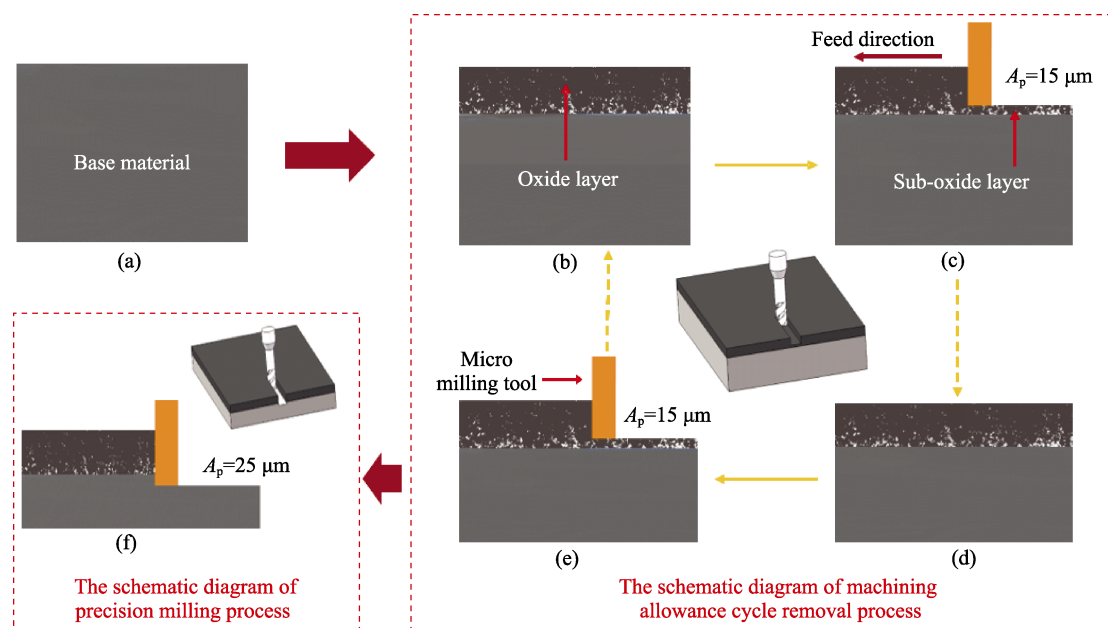 Base material
(a)
Oxide layer
(b)
Feed direction
Aₚ=15 μm
Sub-oxide layer
(c)
Micro
milling tool
Aₚ=15 μm
(e)
(d)
Aₚ=25 μm
(f)
The schematic diagram of
precision milling process
The schematic diagram of machining
allowance cycle removal process